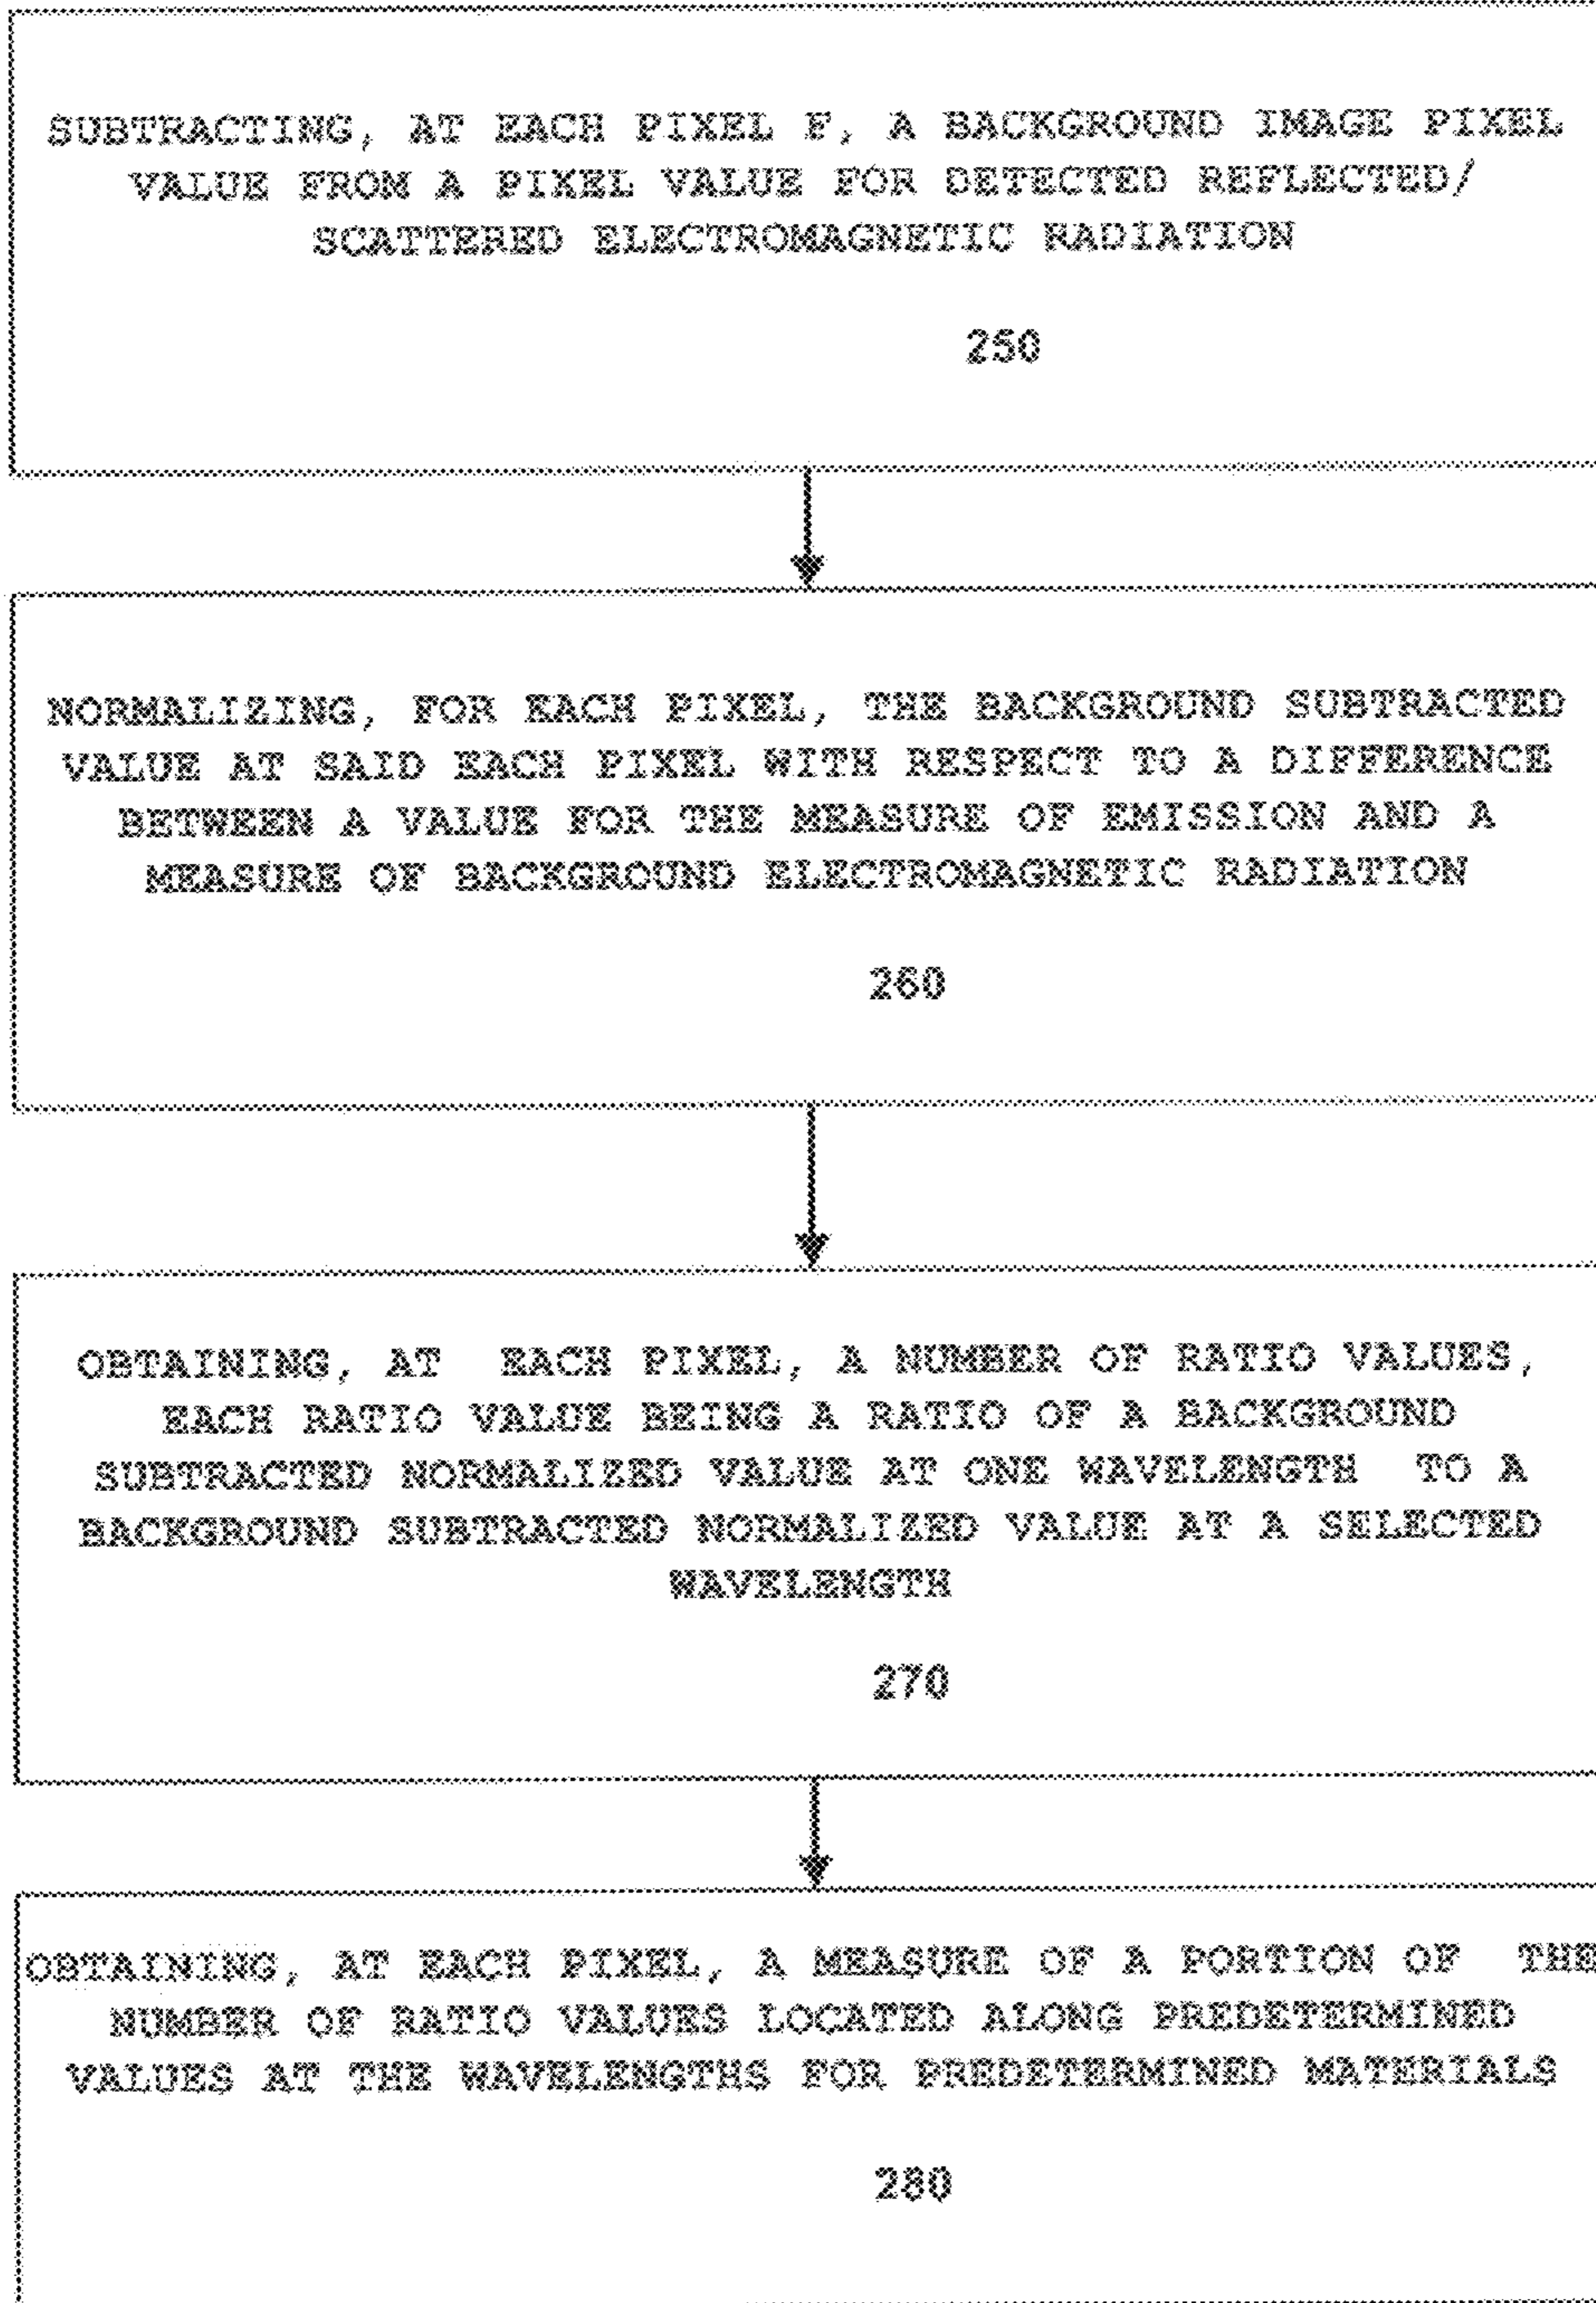 SUBTRACTING, AT EACH PIXEL F, A BACKGROUND IMAGE PIXEL
VALUE FROM A PIXEL VALUE FOR DETECTED REFLECTED/
SCATTERED ELECTROMAGNETIC RADIATION
250
NORMALIZING, FOR EACH PIXEL, THE BACKGROUND SUBTRACTED
VALUE AT SAID EACH PIXEL WITH RESPECT TO A DIFFERENCE
BETWEEN A VALUE FOR THE MEASURE OF EMISSION AND A
MEASURE OF BACKGROUND ELECTROMAGNETIC RADIATION
260
OBTAINING, AT EACH PIXEL, A NUMBER OF RATIO VALUES,
EACH RATIO VALUE BEING A RATIO OF A BACKGROUND
SUBTRACTED NORMALIZED VALUE AT ONE WAVELENGTH TO A
BACKGROUND SUBTRACTED NORMALIZED VALUE AT A SELECTED
WAVELENGTH
270
OBTAINING, AT EACH PIXEL, A MEASURE OF A PORTION OF THE
NUMBER OF RATIO VALUES LOCATED ALONG PREDETERMINED
VALUES AT THE WAVELENGTHS FOR PREDETERMINED MATERIALS
280